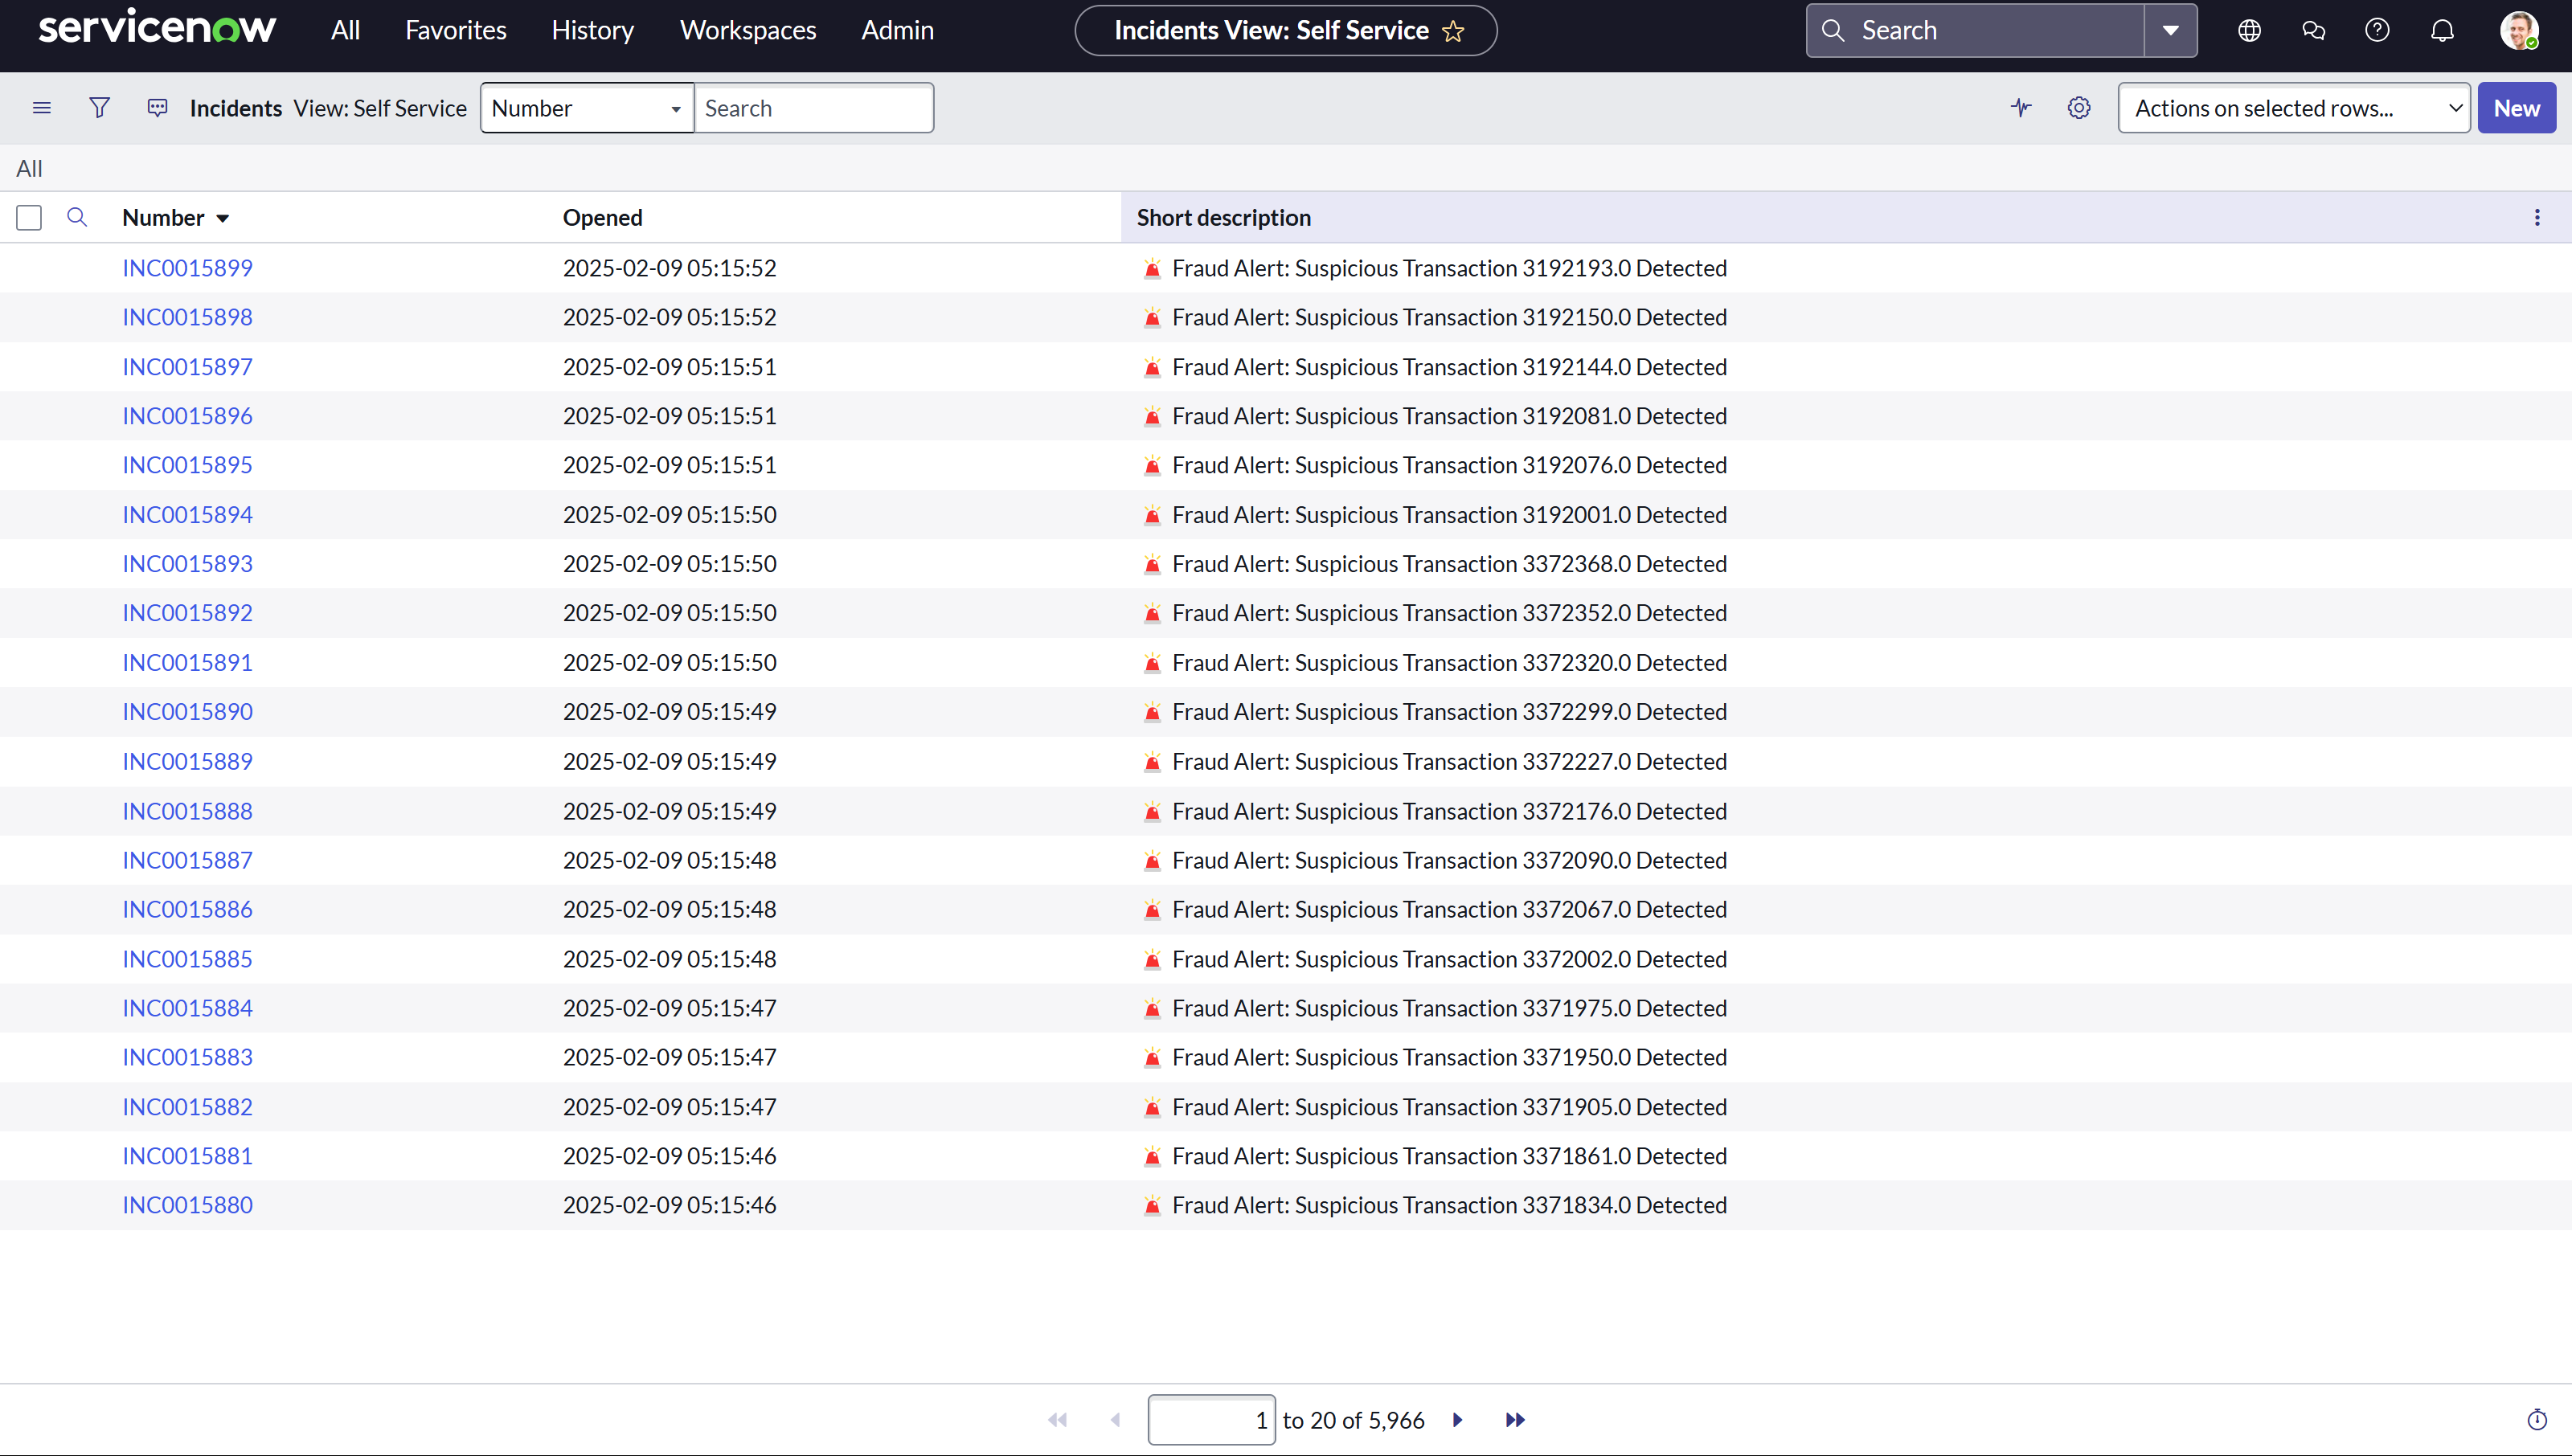 servicenow All Favorites History Workspaces Admin Incidents View: Self Service Search
Incidents View: Self Service Number Search Actions on selected rows... New
All
Number Opened Short description
INC0015899 2025-02-09 05:15:52 🚨 Fraud Alert: Suspicious Transaction 3192193.0 Detected
INC0015898 2025-02-09 05:15:52 🚨 Fraud Alert: Suspicious Transaction 3192150.0 Detected
INC0015897 2025-02-09 05:15:51 🚨 Fraud Alert: Suspicious Transaction 3192144.0 Detected
INC0015896 2025-02-09 05:15:51 🚨 Fraud Alert: Suspicious Transaction 3192081.0 Detected
INC0015895 2025-02-09 05:15:51 🚨 Fraud Alert: Suspicious Transaction 3192076.0 Detected
INC0015894 2025-02-09 05:15:50 🚨 Fraud Alert: Suspicious Transaction 3192001.0 Detected
INC0015893 2025-02-09 05:15:50 🚨 Fraud Alert: Suspicious Transaction 3372368.0 Detected
INC0015892 2025-02-09 05:15:50 🚨 Fraud Alert: Suspicious Transaction 3372352.0 Detected
INC0015891 2025-02-09 05:15:50 🚨 Fraud Alert: Suspicious Transaction 3372320.0 Detected
INC0015890 2025-02-09 05:15:49 🚨 Fraud Alert: Suspicious Transaction 3372299.0 Detected
INC0015889 2025-02-09 05:15:49 🚨 Fraud Alert: Suspicious Transaction 3372227.0 Detected
INC0015888 2025-02-09 05:15:49 🚨 Fraud Alert: Suspicious Transaction 3372176.0 Detected
INC0015887 2025-02-09 05:15:48 🚨 Fraud Alert: Suspicious Transaction 3372090.0 Detected
INC0015886 2025-02-09 05:15:48 🚨 Fraud Alert: Suspicious Transaction 3372067.0 Detected
INC0015885 2025-02-09 05:15:48 🚨 Fraud Alert: Suspicious Transaction 3372002.0 Detected
INC0015884 2025-02-09 05:15:47 🚨 Fraud Alert: Suspicious Transaction 3371975.0 Detected
INC0015883 2025-02-09 05:15:47 🚨 Fraud Alert: Suspicious Transaction 3371950.0 Detected
INC0015882 2025-02-09 05:15:47 🚨 Fraud Alert: Suspicious Transaction 3371905.0 Detected
INC0015881 2025-02-09 05:15:46 🚨 Fraud Alert: Suspicious Transaction 3371861.0 Detected
INC0015880 2025-02-09 05:15:46 🚨 Fraud Alert: Suspicious Transaction 3371834.0 Detected
1 to 20 of 5,966